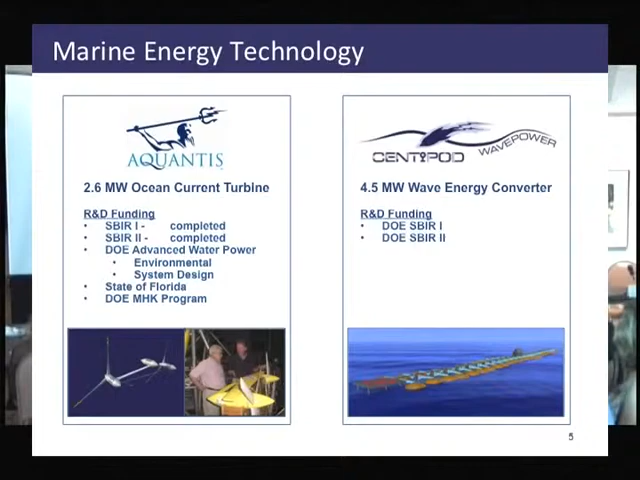 Marine Energy Technology
AQUANTIS
2.6 MW Ocean Current Turbine
R&D Funding
• SBIR I - completed
• SBIR II - completed
• DOE Advanced Water Power
• Environmental
• System Design
• State of Florida
• DOE MHK Program
CENTIPOD WAVEPOWER
4.5 MW Wave Energy Converter
R&D Funding
• DOE SBIR I
• DOE SBIR II
5